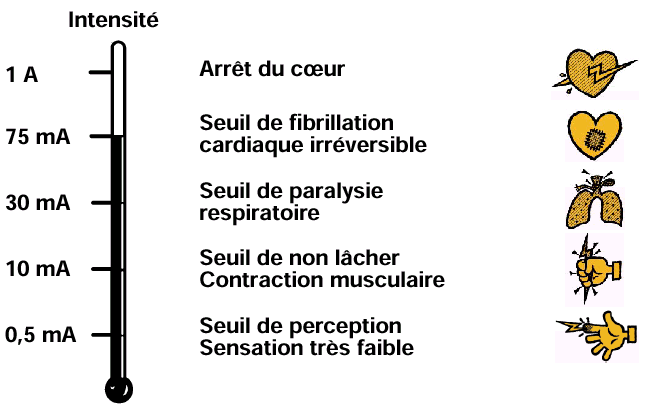 Intensité
1 A
Arrêt du cœur
75 mA
Seuil de fibrillation
cardiaque irréversible
30 mA
Seuil de paralysie
respiratoire
10 mA
Seuil de non lâcher
Contraction musculaire
0,5 mA
Seuil de perception
Sensation très faible